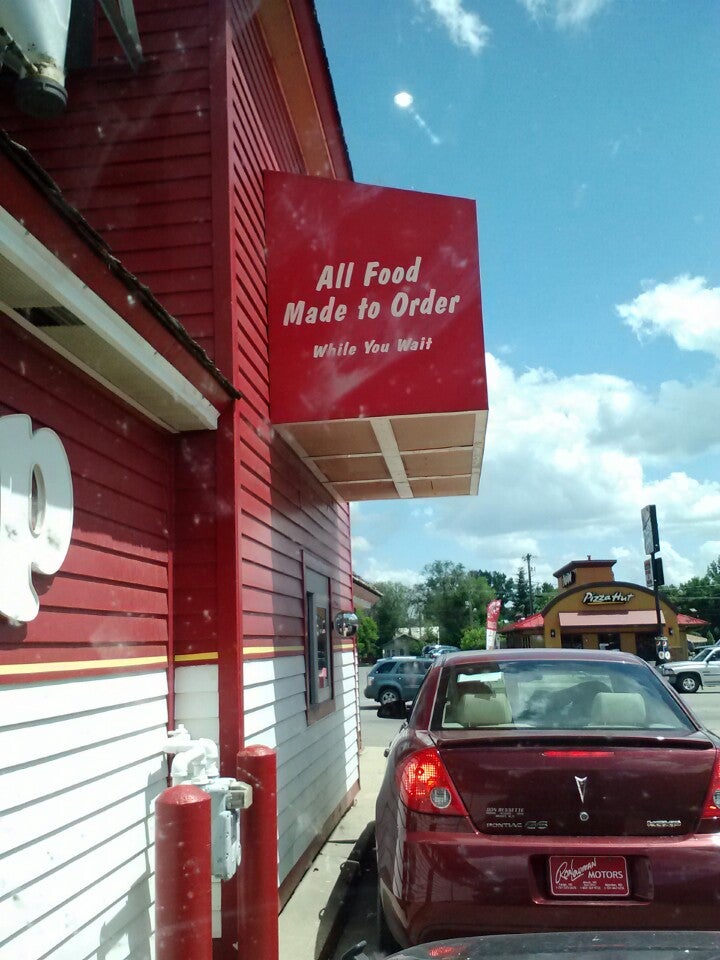 All Food
Made to Order
While You Wait
p
Pizza Hut
PONTIAC G6
MOTORS